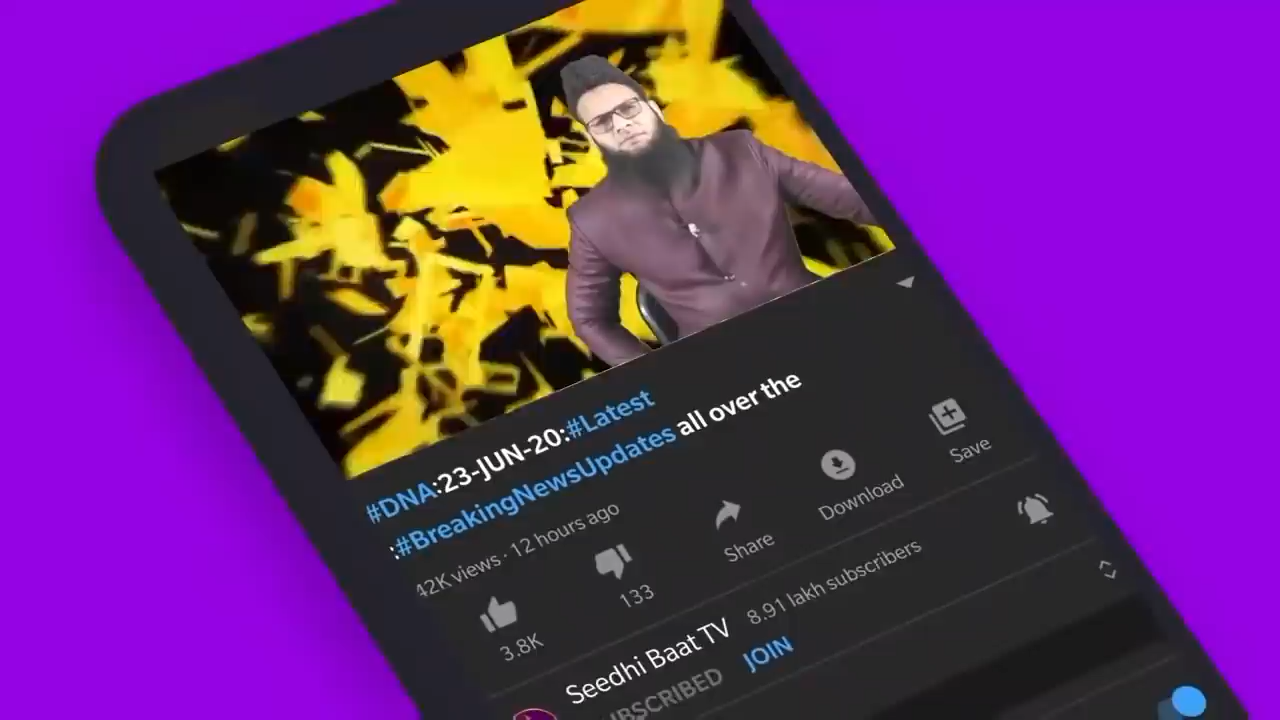 #DNA:23-JUN-20:#Latest
:#BreakingNewsUpdates all over the
42K views · 12 hours ago
3.8K
133
Share
Download
Save
Seedhi Baat TV 8.91 lakh subscribers
JOIN